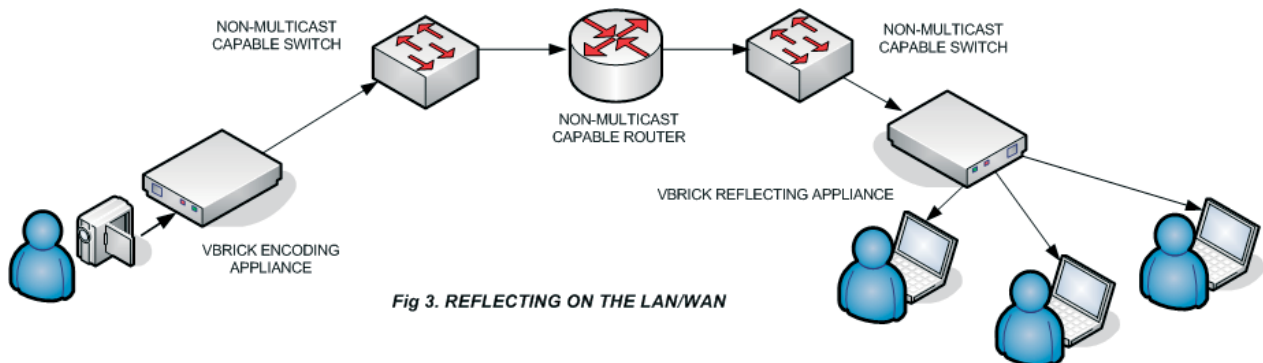 NON-MULTICAST
CAPABLE SWITCH
NON-MULTICAST
CAPABLE SWITCH
NON-MULTICAST
CAPABLE ROUTER
VBRICK REFLECTING APPLIANCE
VBRICK ENCODING
APPLIANCE
Fig 3. REFLECTING ON THE LAN/WAN